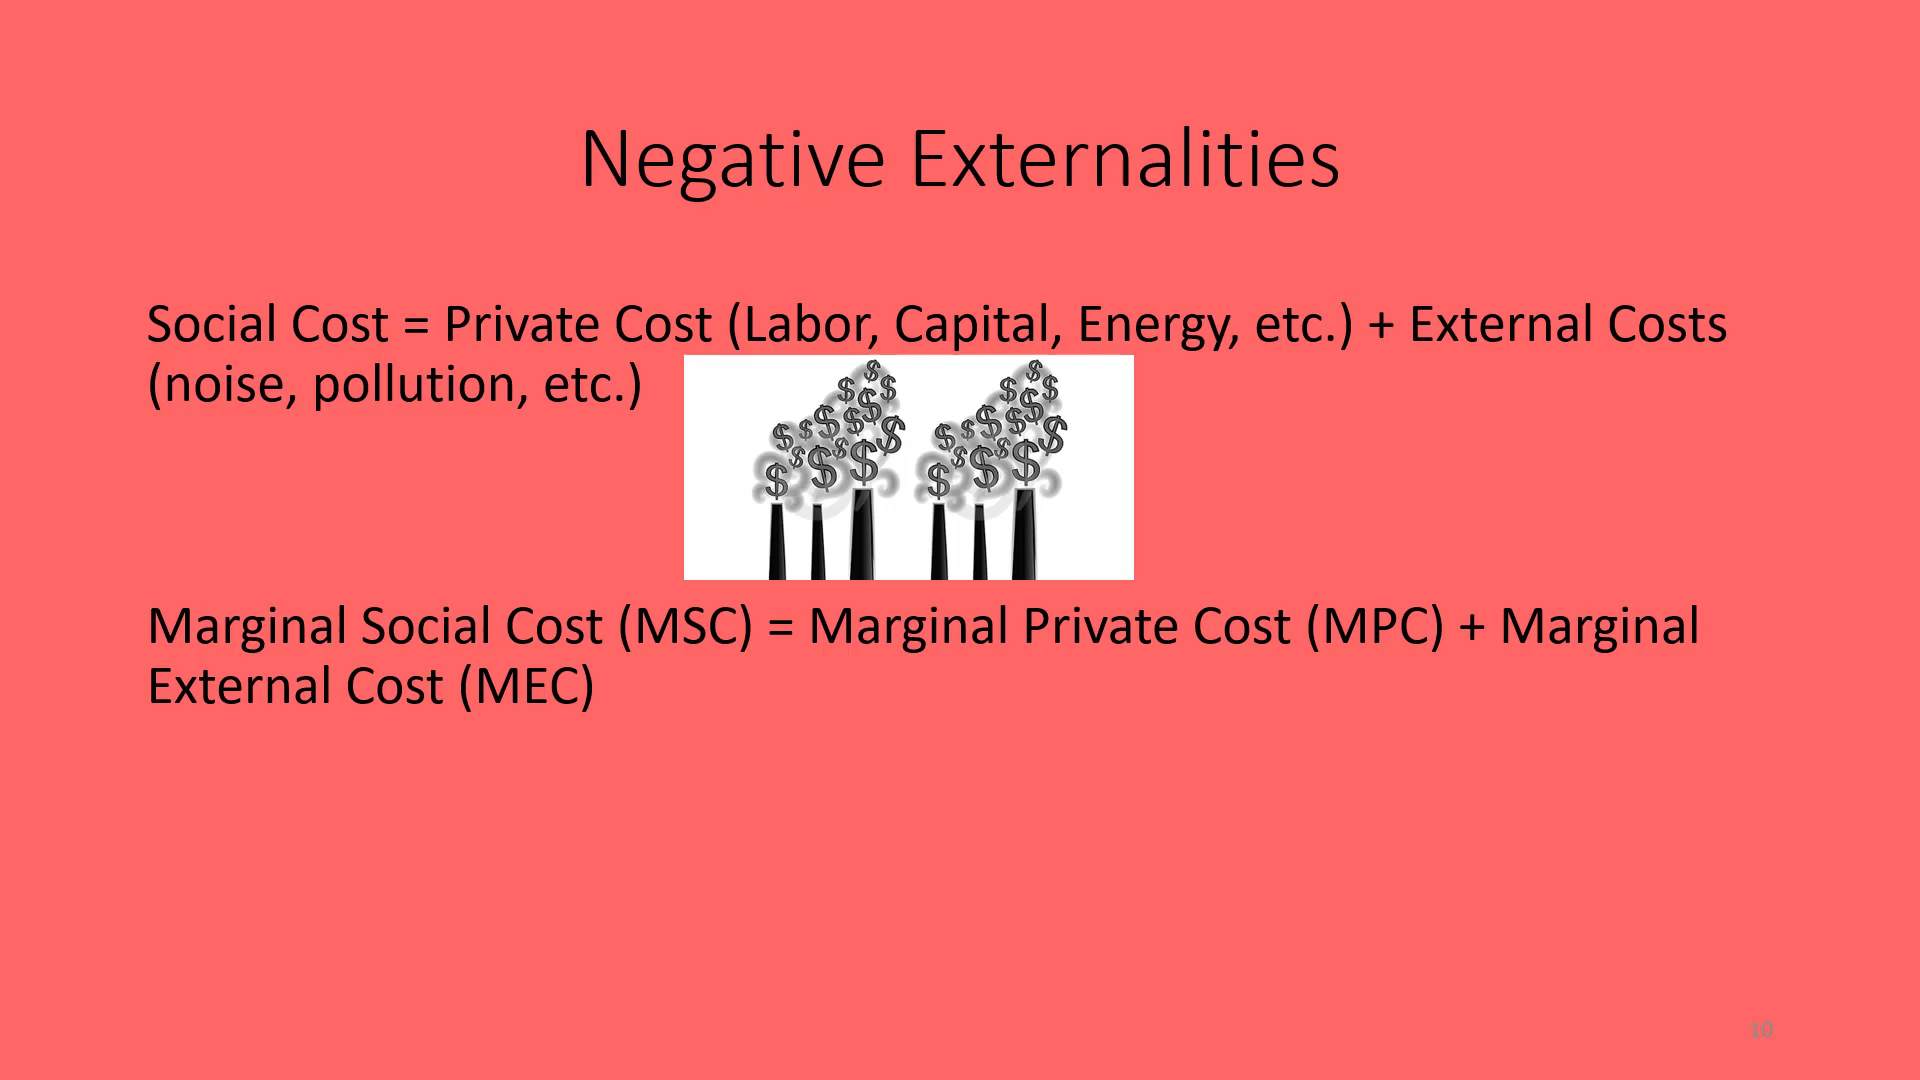 Negative Externalities
Social Cost = Private Cost (Labor, Capital, Energy, etc.) + External Costs
(noise, pollution, etc.)
$ $ $ $ $ $ $ $ $ $ $ $ $ $ $ $ $ $ $ $ $ $ $ $ $ $
Marginal Social Cost (MSC) = Marginal Private Cost (MPC) + Marginal
External Cost (MEC)
10